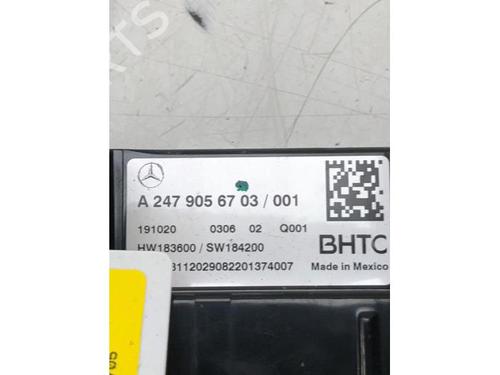 A 247 905 67 03 / 001
191020 0306 02 Q001
HW183600 / SW184200
BHTC
3112029082201374007
Made in Mexico